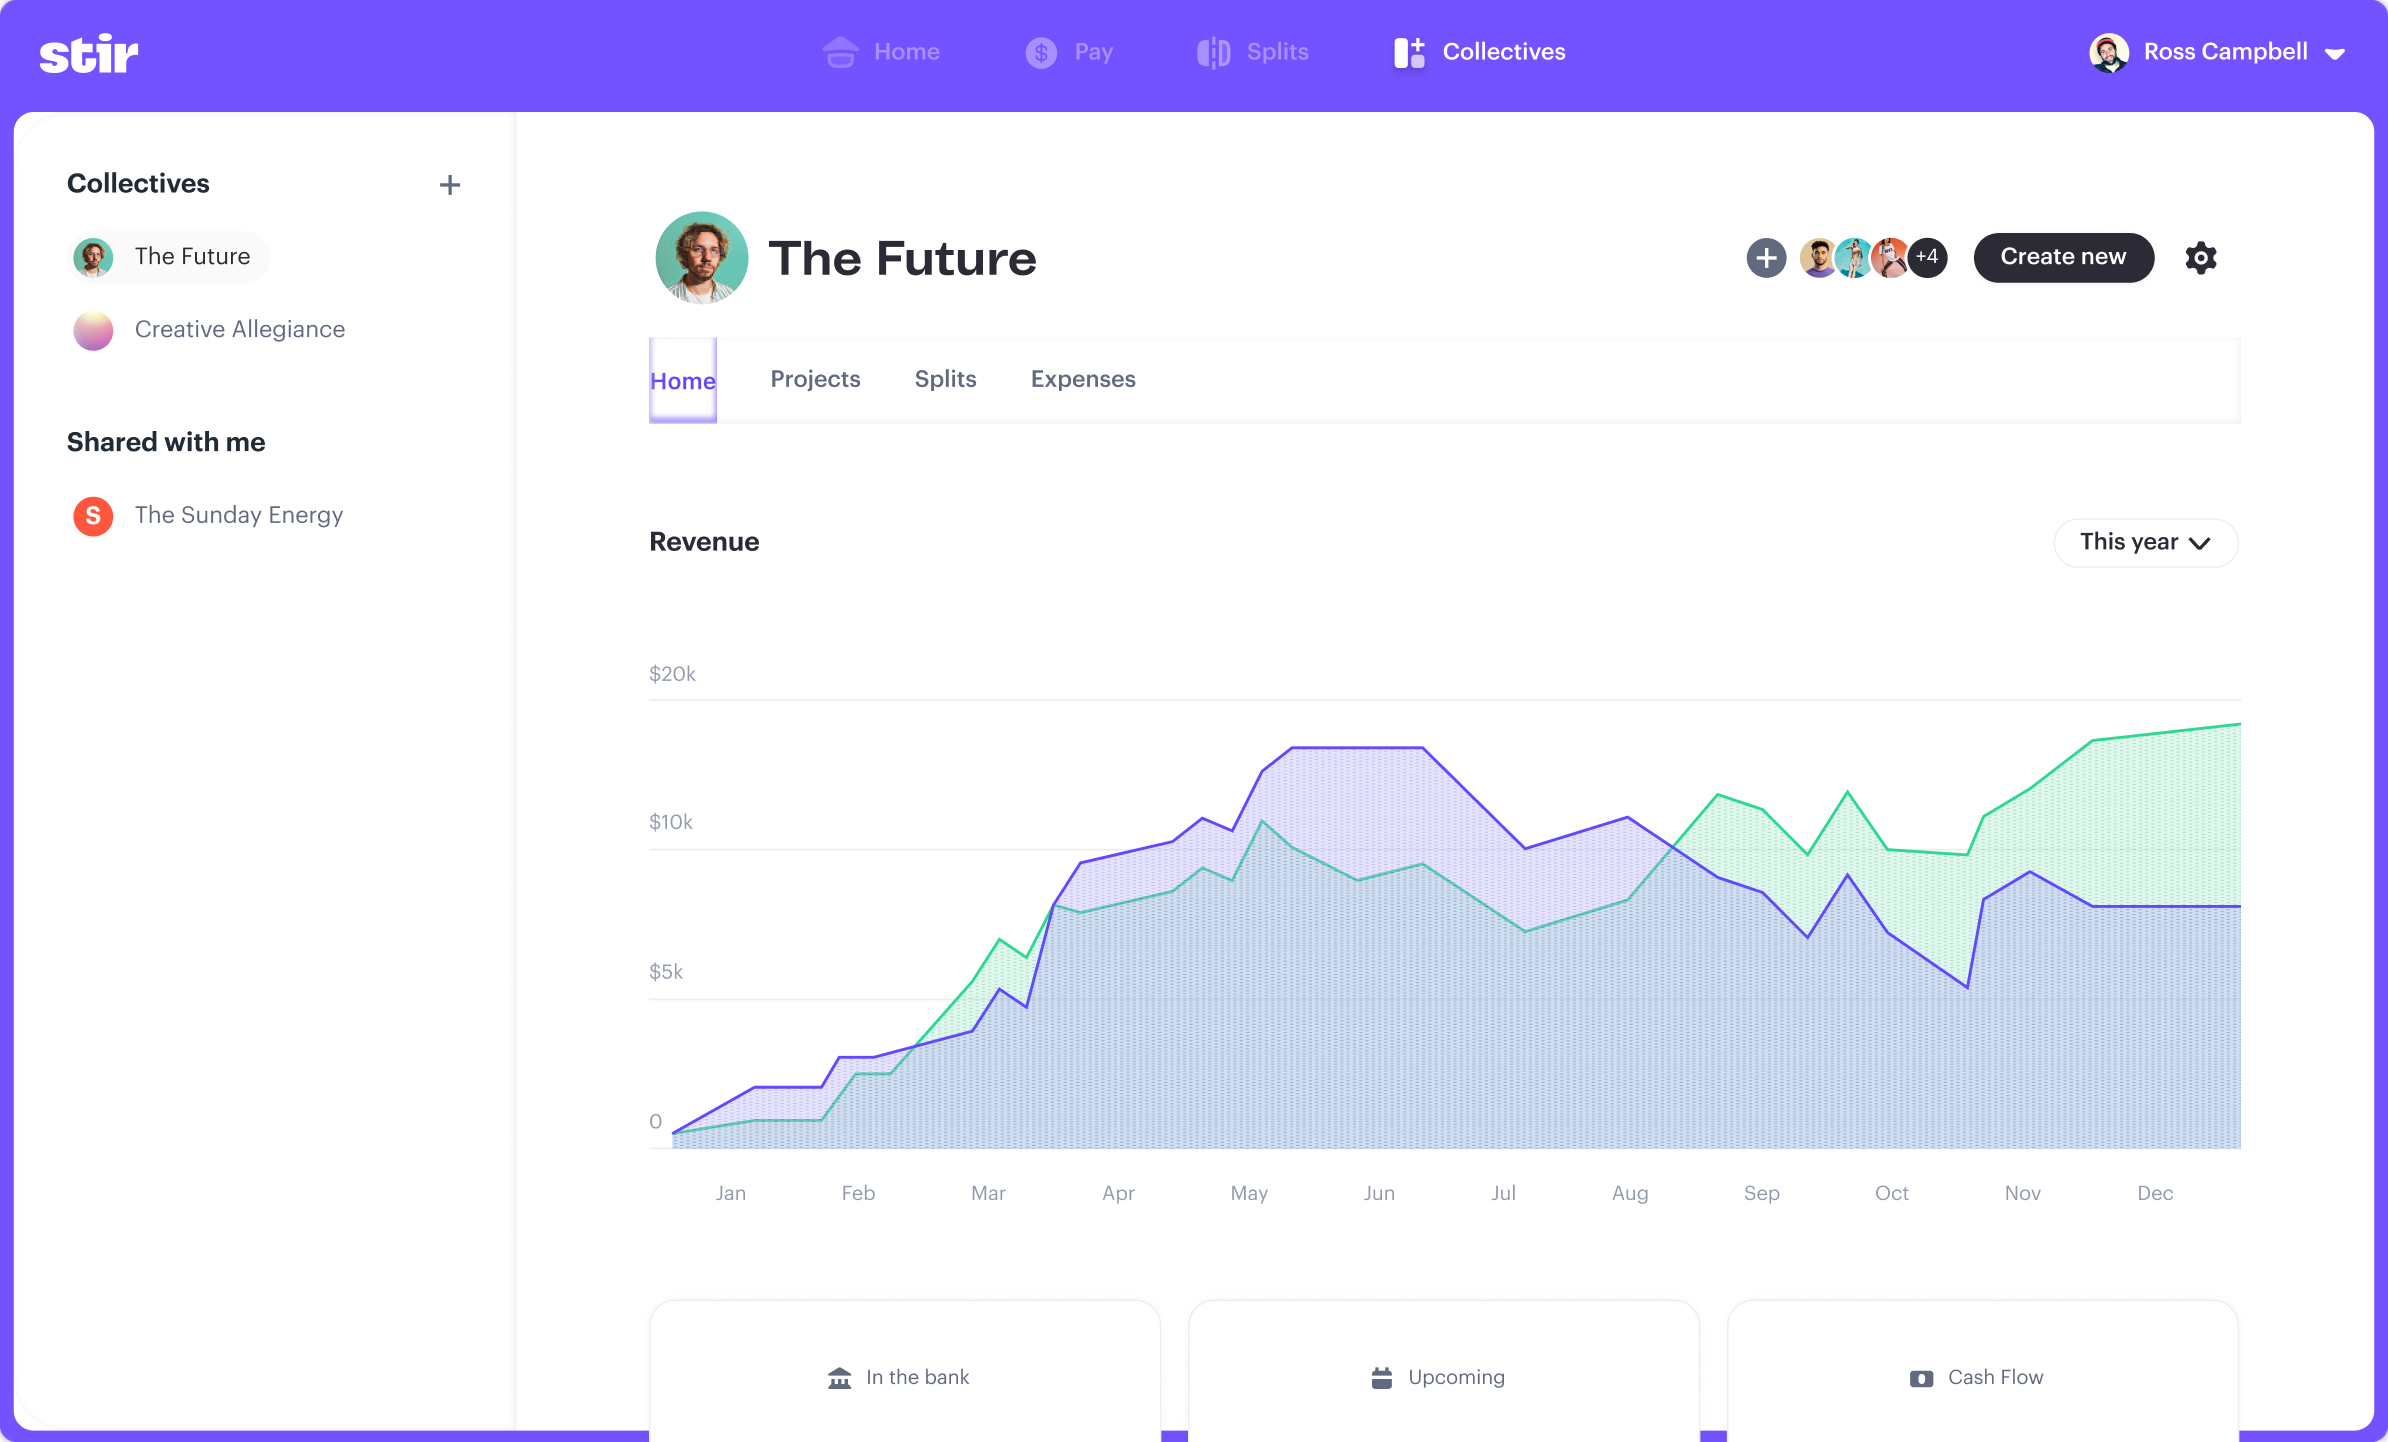 stir
Home
Pay
Splits
Collectives
Ross Campbell
Collectives
The Future
Creative Allegiance
Shared with me
S
The Sunday Energy
The Future
+4
Create new
Home
Projects
Splits
Expenses
Revenue
This year
$20k
$10k
$5k
0
Jan
Feb
Mar
Apr
May
Jun
Jul
Aug
Sep
Oct
Nov
Dec
In the bank
Upcoming
Cash Flow